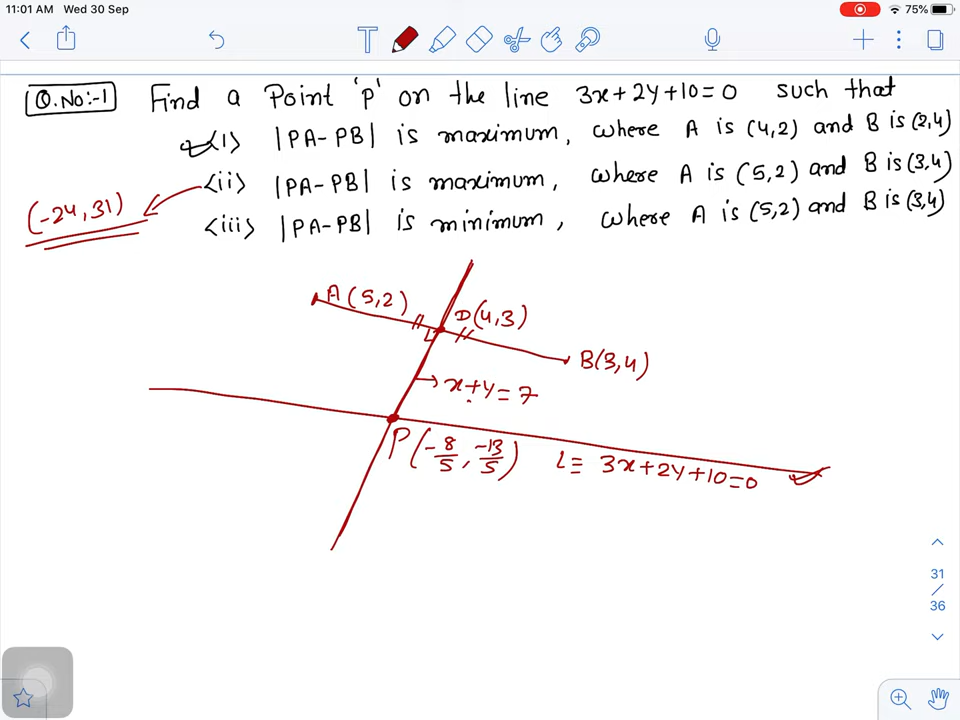 11:01 AM Wed 30 Sep 75%
T
Q.No:-1 Find a Point 'P' on the line 3x+2y+10=0 such that
<i> |PA-PB| is maximum, where A is (4,2) and B is (2,4)
<ii> |PA-PB| is maximum, where A is (5,2) and B is (3,4)
(-24,31)
<iii> |PA-PB| is minimum, where A is (5,2) and B is (3,4)
A(5,2)
D(4,3)
B(3,4)
x+y=7
P(-8/5, -13/5)
L≡ 3x+2y+10=0
31
/
36